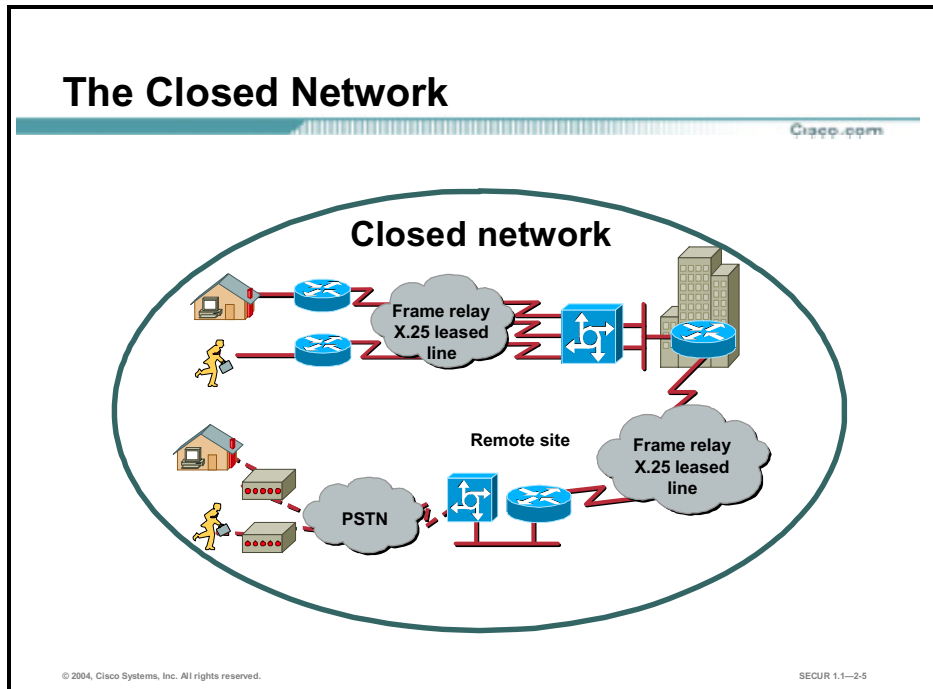 The Closed Network
Cisco.com
Closed network
Frame relay
X.25 leased
line
Remote site
Frame relay
X.25 leased
line
PSTN
© 2004, Cisco Systems, Inc. All rights reserved.
SECUR 1.1—2-5